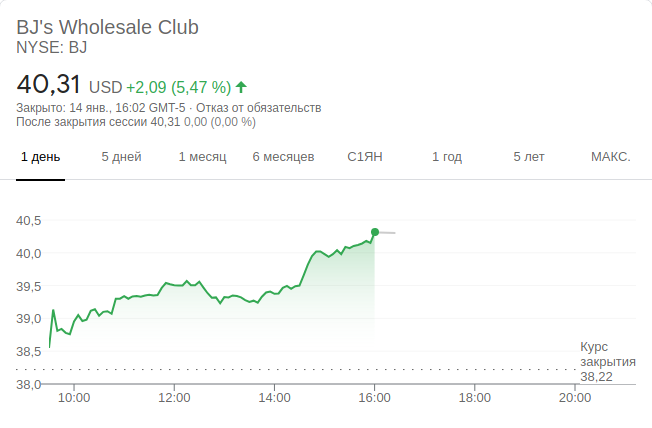 BJ's Wholesale Club
NYSE: BJ
40,31 USD +2,09 (5,47 %)
Закрыто: 14 янв., 16:02 GMT-5 · Отказ от обязательств
После закрытия сессии 40,31 0,00 (0,00 %)
1 день 5 дней 1 месяц 6 месяцев С1ЯН 1 год 5 лет МАКС.
40,5
40,0
39,5
39,0
38,5
Курс
закрытия
38,22
38,0
10:00 12:00 14:00 16:00 18:00 20:00